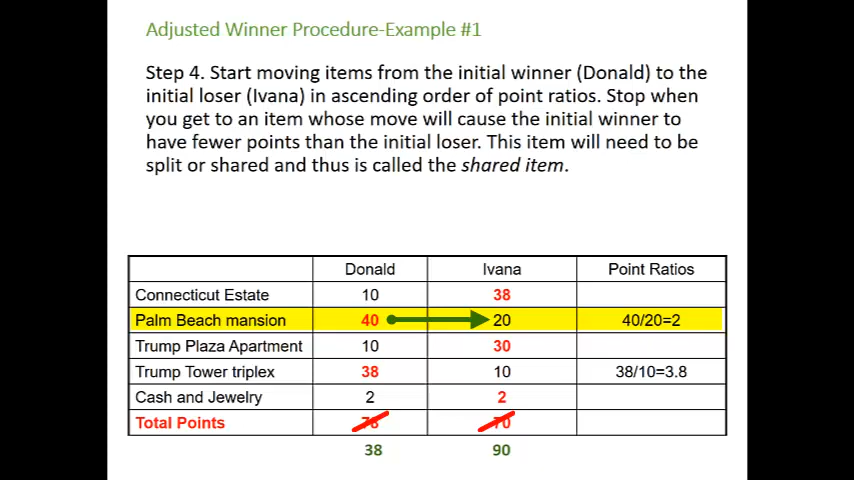 Adjusted Winner Procedure-Example #1
Step 4. Start moving items from the initial winner (Donald) to the
initial loser (Ivana) in ascending order of point ratios. Stop when
you get to an item whose move will cause the initial winner to
have fewer points than the initial loser. This item will need to be
split or shared and thus is called the shared item.
Donald Ivana Point Ratios
Connecticut Estate 10 38
Palm Beach mansion 40 20 40/20=2
Trump Plaza Apartment 10 30
Trump Tower triplex 38 10 38/10=3.8
Cash and Jewelry 2 2
Total Points 78 70
38 90